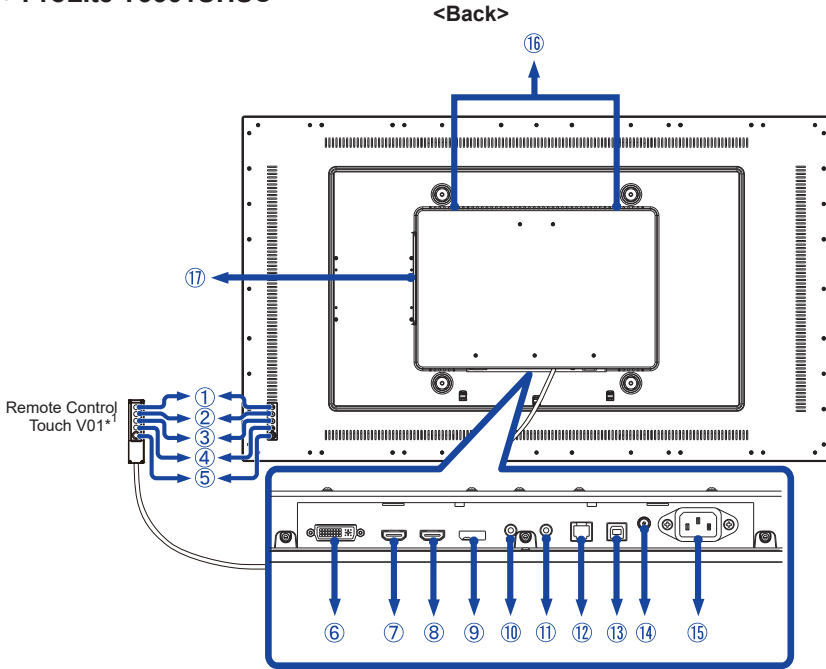 <Back>
⑯
⑰
Remote Control
Touch V01*1
①
②
③
④
⑤
⑥ ⑦ ⑧ ⑨ ⑩ ⑪ ⑫ ⑬ ⑭ ⑮